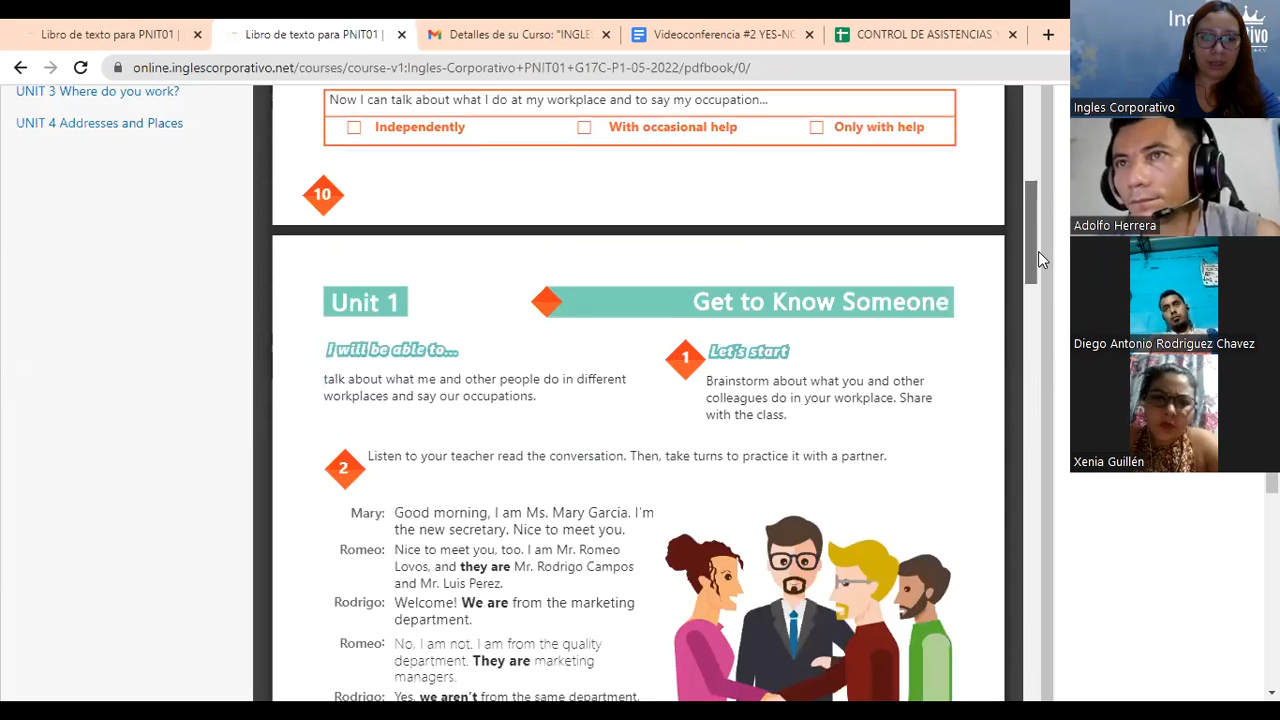 Libro de texto para PNIT01 |
Libro de texto para PNIT01 |
Detalles de su Curso: "INGLES
Videoconferencia #2 YES-NO
CONTROL DE ASISTENCIAS
online.inglescorporativo.net/courses/course-v1:Ingles-Corporativo+PNIT01+G17C-P1-05-2022/pdfbook/0/
UNIT 3 Where do you work?
UNIT 4 Addresses and Places
Now I can talk about what I do at my workplace and to say my occupation...
Independently
With occasional help
Only with help
10
Unit 1
Get to Know Someone
I will be able to...
talk about what me and other people do in different
workplaces and say our occupations.
1
Let's start
Brainstorm about what you and other
colleagues do in your workplace. Share
with the class.
2
Listen to your teacher read the conversation. Then, take turns to practice it with a partner.
Mary: Good morning, I am Ms. Mary Garcia. I'm
the new secretary. Nice to meet you.
Romeo: Nice to meet you, too. I am Mr. Romeo
Lovos, and they are Mr. Rodrigo Campos
and Mr. Luis Perez.
Rodrigo: Welcome! We are from the marketing
department.
Romeo: No, I am not. I am from the quality
department. They are marketing
managers.
Rodrigo: Yes, we aren't from the same department.
Ingles Corporativo
Adolfo Herrera
Diego Antonio Rodriguez Chavez
Xenia Guillén